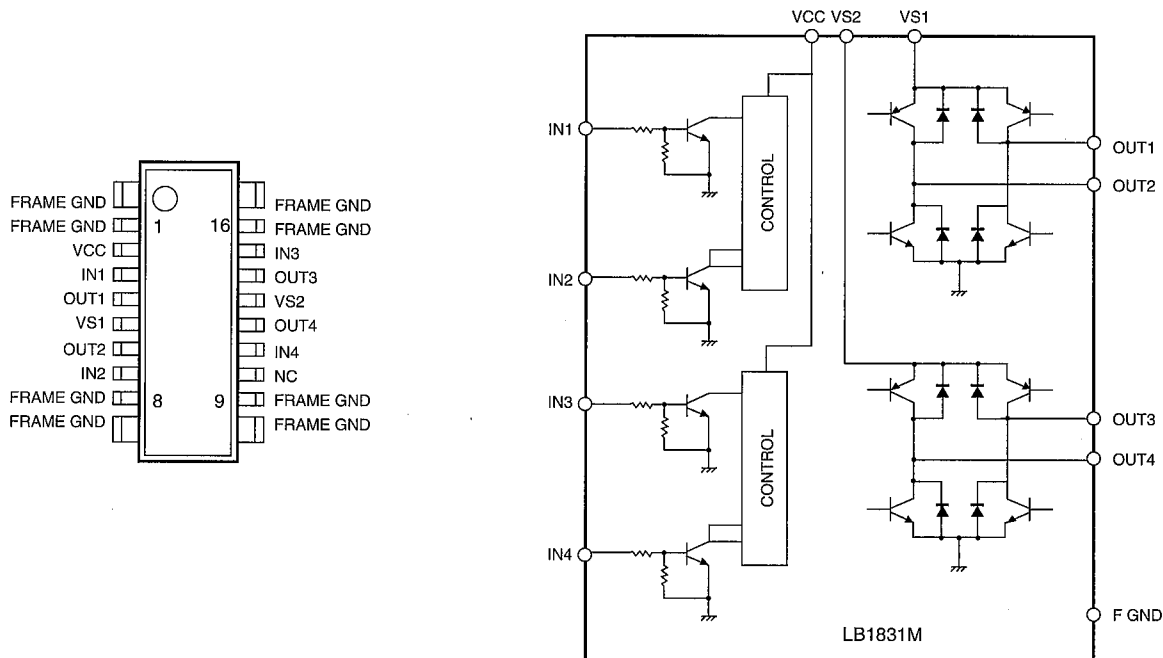 FRAME GND
FRAME GND
VCC
IN1
OUT1
VS1
OUT2
IN2
FRAME GND
FRAME GND
1 16
8 9
FRAME GND
FRAME GND
IN3
OUT3
VS2
OUT4
IN4
NC
FRAME GND
FRAME GND
VCC VS2 VS1
IN1
IN2
IN3
IN4
CONTROL
CONTROL
OUT1
OUT2
OUT3
OUT4
F GND
LB1831M